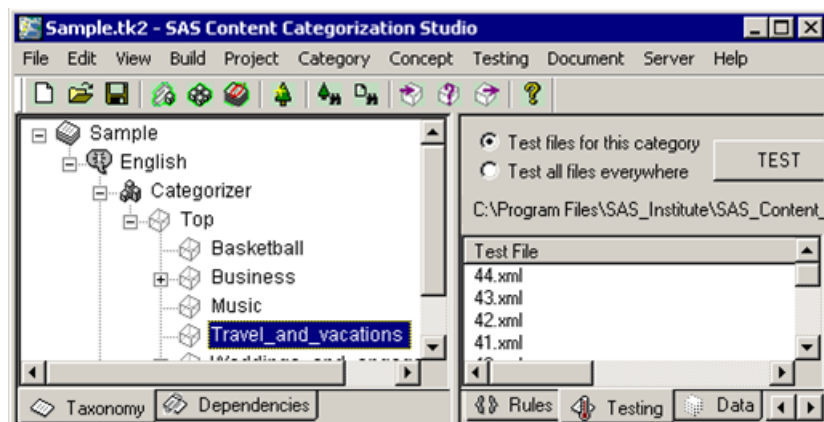 Sample.tk2 - SAS Content Categorization Studio
File Edit View Build Project Category Concept Testing Document Server Help
Sample
English
Categorizer
Top
Basketball
Business
Music
Travel_and_vacations
Taxonomy Dependencies
Test files for this category
Test all files everywhere
TEST
C:\Program Files\SAS_Institute\SAS_Content_
Test File
44.xml
43.xml
42.xml
41.xml
Rules Testing Data